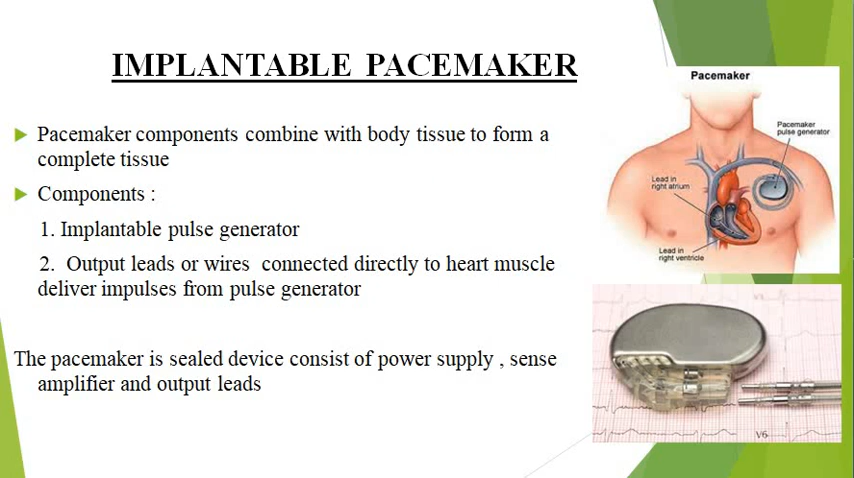 IMPLANTABLE PACEMAKER
Pacemaker components combine with body tissue to form a
complete tissue
Components :
1. Implantable pulse generator
2. Output leads or wires connected directly to heart muscle
deliver impulses from pulse generator
The pacemaker is sealed device consist of power supply , sense
amplifier and output leads
Pacemaker
Pacemaker
pulse generator
Lead in
right atrium
Lead in
right ventricle
V6